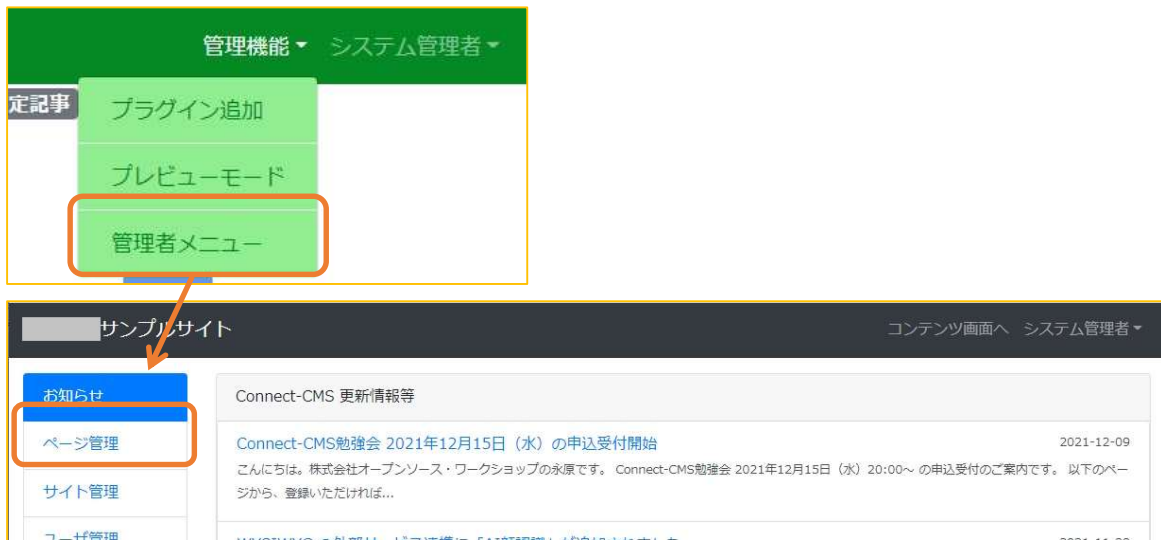 管理機能 システム管理者
定記事
プラグイン追加
プレビューモード
管理者メニュー
サンプルサイト
コンテンツ画面へ システム管理者
お知らせ
Connect-CMS 更新情報等
ページ管理
Connect-CMS勉強会 2021年12月15日（水）の申込受付開始
2021-12-09
こんにちは。株式会社オープンソース・ワークショップの永原です。 Connect-CMS勉強会 2021年12月15日（水）20:00～ の申込受付のご案内です。 以下のペー
ジから、登録いただければ...
サイト管理
ユーザ管理